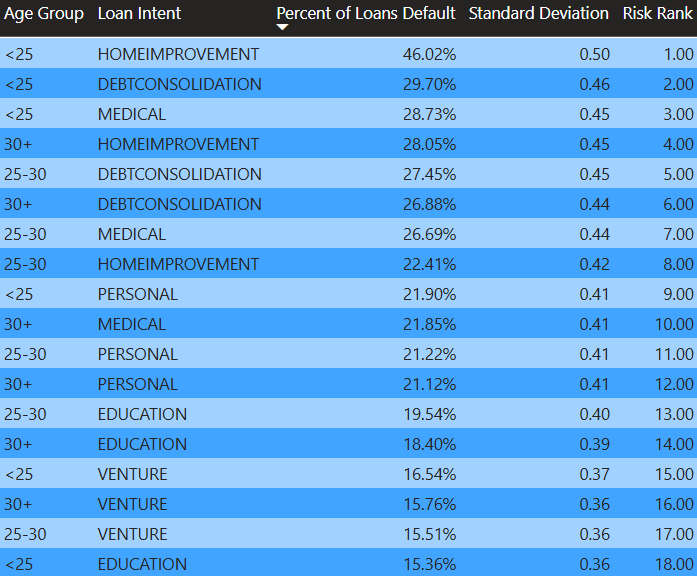 Age Group Loan Intent Percent of Loans Default Standard Deviation Risk Rank
<25 HOMEIMPROVEMENT 46.02% 0.50 1.00
<25 DEBTCONSOLIDATION 29.70% 0.46 2.00
<25 MEDICAL 28.73% 0.45 3.00
30+ HOMEIMPROVEMENT 28.05% 0.45 4.00
25-30 DEBTCONSOLIDATION 27.45% 0.45 5.00
30+ DEBTCONSOLIDATION 26.88% 0.44 6.00
25-30 MEDICAL 26.69% 0.44 7.00
25-30 HOMEIMPROVEMENT 22.41% 0.42 8.00
<25 PERSONAL 21.90% 0.41 9.00
30+ MEDICAL 21.85% 0.41 10.00
25-30 PERSONAL 21.22% 0.41 11.00
30+ PERSONAL 21.12% 0.41 12.00
25-30 EDUCATION 19.54% 0.40 13.00
30+ EDUCATION 18.40% 0.39 14.00
<25 VENTURE 16.54% 0.37 15.00
30+ VENTURE 15.76% 0.36 16.00
25-30 VENTURE 15.51% 0.36 17.00
<25 EDUCATION 15.36% 0.36 18.00